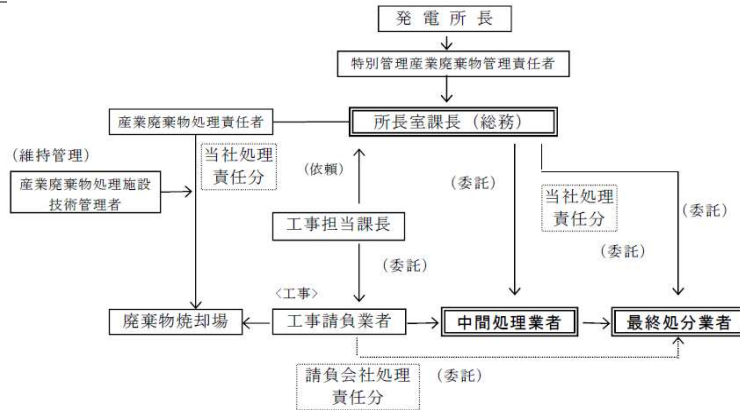 発電所長
特別管理産業廃棄物管理責任者
産業廃棄物処理責任者
所長室課長（総務）
(維持管理)
当社処理
責任分
(依頼)
(委託)
当社処理
責任分
(委託)
産業廃棄物処理施設
技術管理者
工事担当課長
(委託)
(委託)
<工事>
廃棄物焼却場
工事請負業者
中間処理業者
最終処分業者
請負会社処理
責任分
(委託)